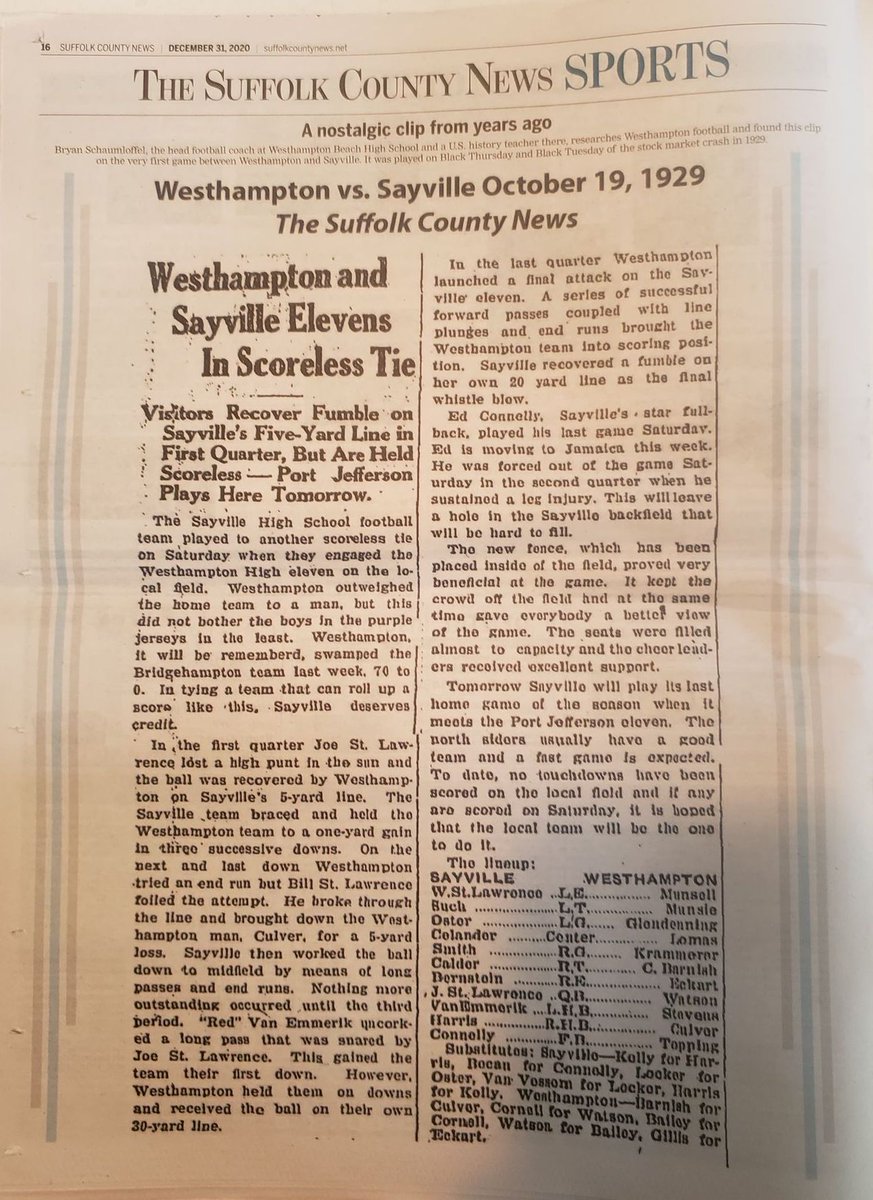 16 SUFFOLK COUNTY NEWS | DECEMBER 31, 2020 | suffolkcountynews.net
THE SUFFOLK COUNTY NEWS SPORTS
A nostalgic clip from years ago
Bryan Schaumloffel, the head football coach at Westhampton Beach High School and a U.S. history teacher there, researches Westhampton football and found this clip
on the very first game between Westhampton and Sayville. It was played on Black Thursday and Black Tuesday of the stock market crash in 1929.
Westhampton vs. Sayville October 19, 1929
The Suffolk County News
Westhampton and
Sayville Elevens
In Scoreless Tie
Visitors Recover Fumble on
Sayville's Five-Yard Line in
First Quarter, But Are Held
Scoreless — Port Jefferson
Plays Here Tomorrow.
The Sayville High School football
team played to another scoreless tie
on Saturday when they engaged the
Westhampton High eleven on the lo-
cal field. Westhampton outweighed
the home team to a man, but this
did not bother the boys in the purple
jerseys in the least. Westhampton,
it will be rememberd, swamped the
Bridgehampton team last week, 70 to
0. In tying a team that can roll up a
score like this, Sayville deserves
credit.
In the first quarter Joe St. Law-
rence lost a high punt in the sun and
the ball was recovered by Westhamp-
ton on Sayville's 5-yard line. The
Sayville team braced and held the
Westhampton team to a one-yard gain
in three successive downs. On the
next and last down Westhampton
tried an end run but Bill St. Lawrence
foiled the attempt. He broke through
the line and brought down the West-
hampton man, Culver, for a 5-yard
loss. Sayville then worked the ball
down to midfield by means of long
passes and end runs. Nothing more
outstanding occurred until the third
period. "Red" Van Emmerik uncork-
ed a long pass that was snared by
Joe St. Lawrence. This gained the
team their first down. However,
Westhampton held them on downs
and received the ball on their own
30-yard line.
In the last quarter Westhampton
launched a final attack on the Say-
ville eleven. A series of successful
forward passes coupled with line
plunges and end runs brought the
Westhampton team into scoring posi-
tion. Sayville recovered a fumble on
her own 20 yard line as the final
whistle blew.
Ed Connelly, Sayville's star full-
back, played his last game Saturday.
Ed is moving to Jamaica this week.
He was forced out of the game Sat-
urday in the second quarter when he
sustained a leg injury. This will leave
a hole in the Sayville backfield that
will be hard to fill.
The new fence, which has been
placed inside of the field, proved very
beneficial at the game. It kept the
crowd off the field and at the same
time gave everybody a better view
of the game. The seats were filled
almost to capacity and the cheer lead-
ers received excellent support.
Tomorrow Sayville will play its last
home game of the season when it
meets the Port Jefferson eleven. The
north siders usually have a good
team and a fast game is expected.
To date, no touchdowns have been
scored on the local field and if any
are scored on Saturday, it is hoped
that the local team will be the one
to do it.
The lineup:
SAYVILLE WESTHAMPTON
W.St.Lawrence ..L.E............... Munsell
Such ...............L.T............... Munsie
Oster ...............L.G............... Glendenning
Colander ........Center............ Lomas
Smith ...............R.G............... Krammerer
Calder ...............R.T............... C. Barnish
Bernstein ...........R.E............... Eckart
J. St.Lawrence ..Q.B............... Watson
VanEmmerik ....L.H.B............... Stevens
Harris ...............R.H.B............... Culver
Connelly ............F.B............... Topping
Substitutes: Sayville—Kelly for Har-
ris, for Connolly, Locker for
Oster, Van Vossom for Locker, Harris
for Kelly. Westhampton—Barnish for
Culver, Cornell for Watson, Bailey for
Cornell, Watson for Bailey, Gillis for
Eckart.